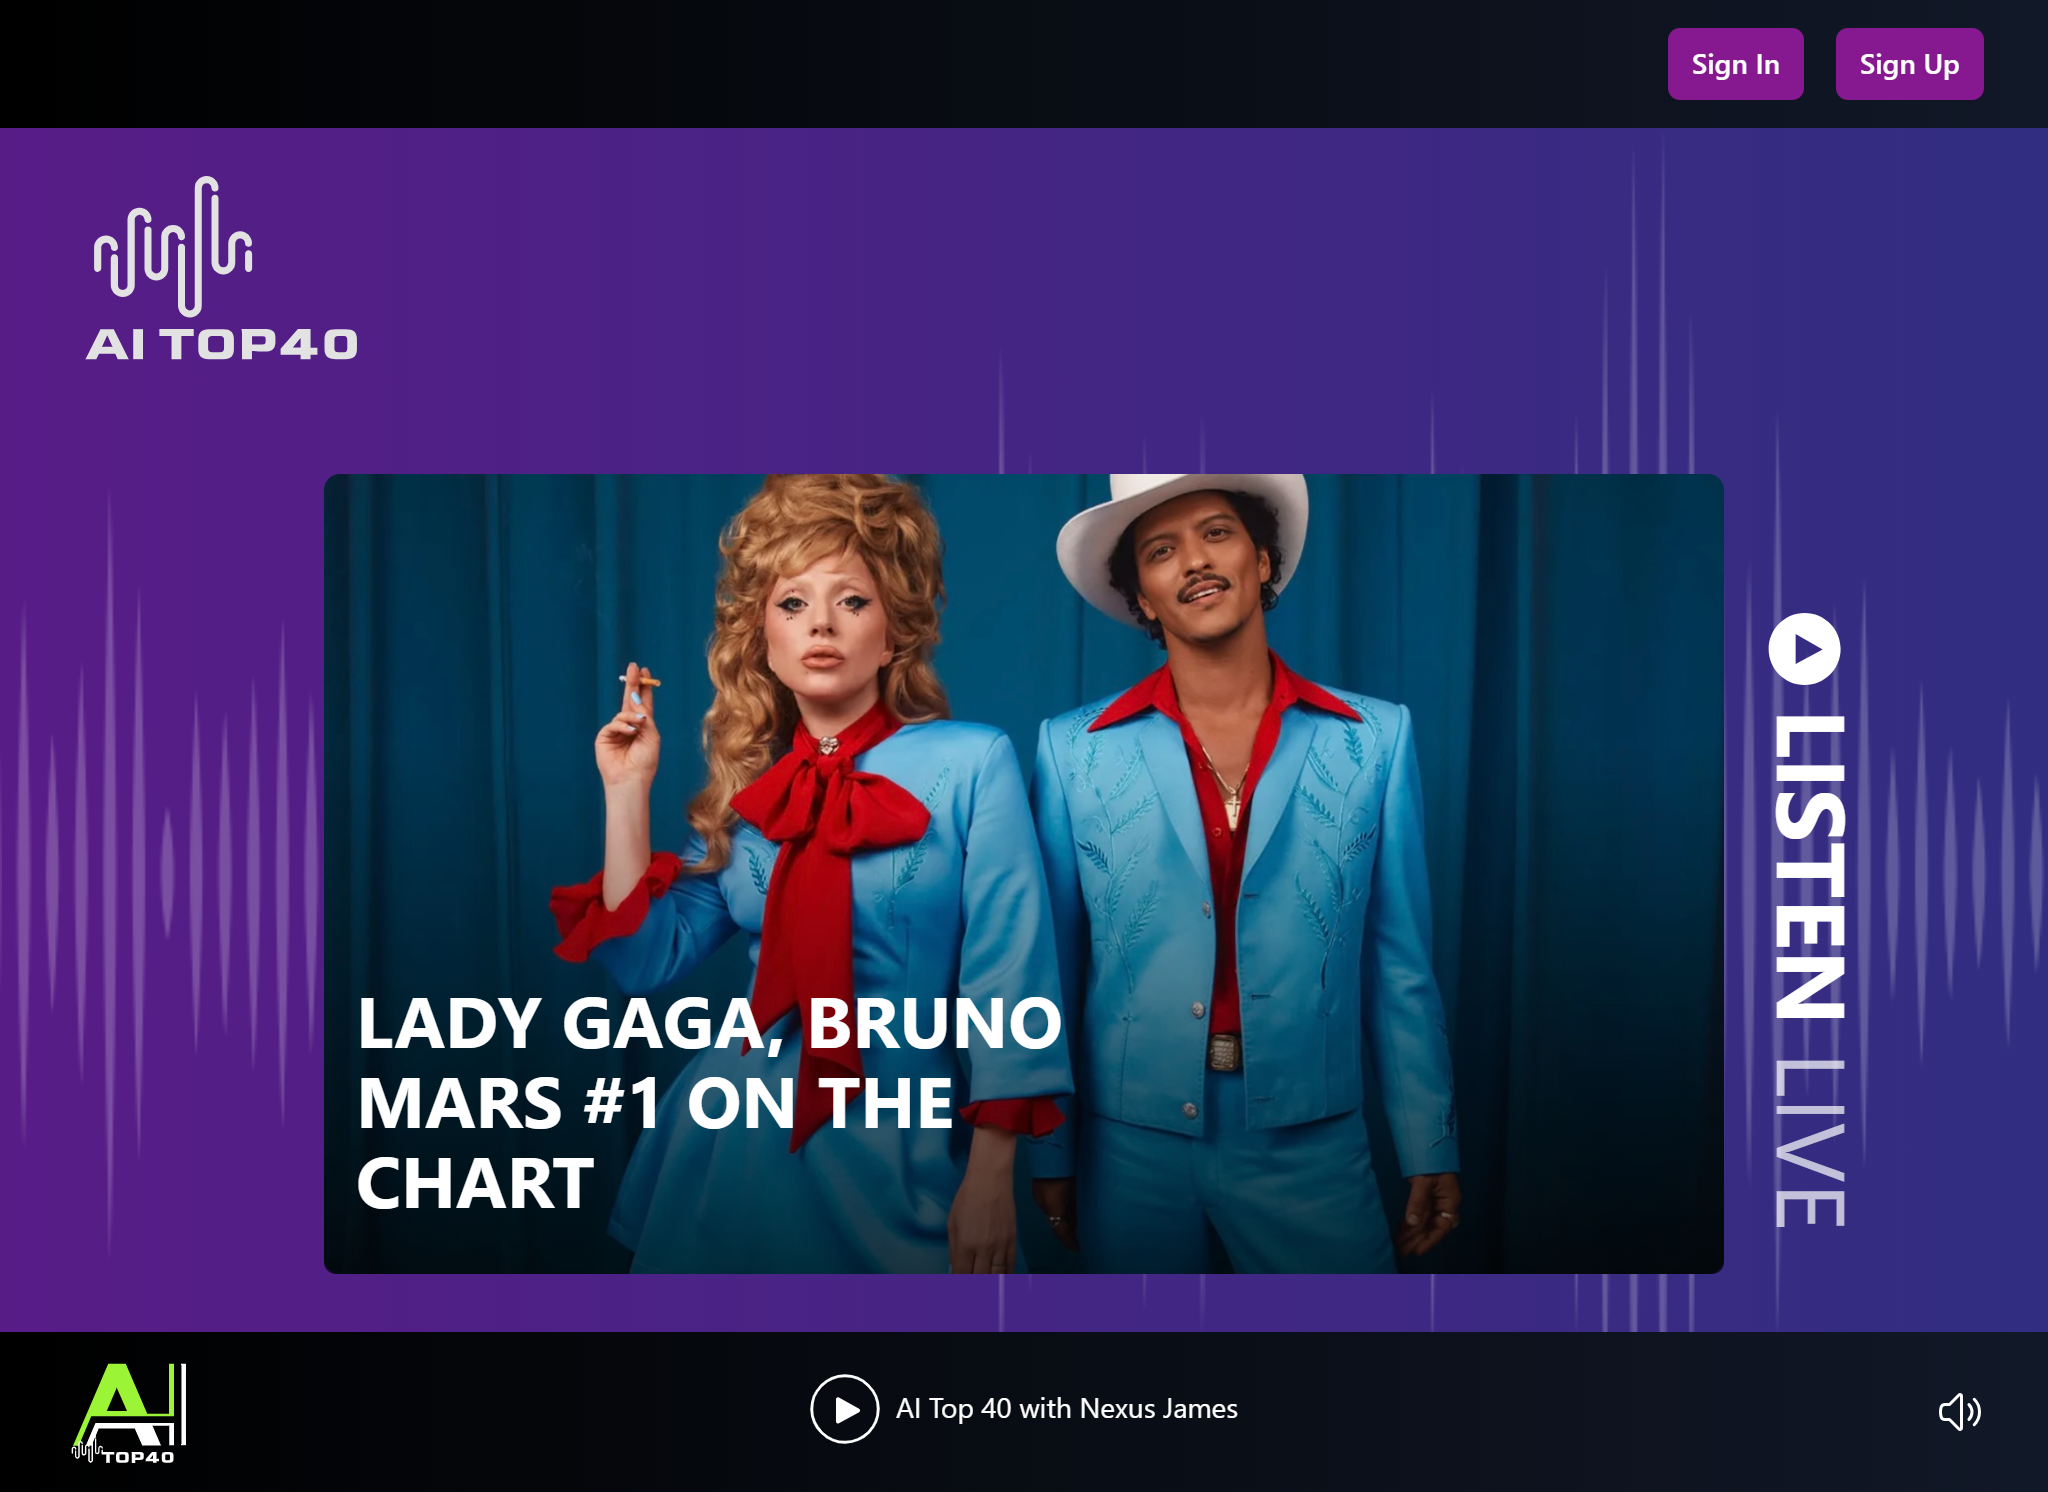 Sign In
Sign Up
AI TOP40
LADY GAGA, BRUNO
MARS #1 ON THE
CHART
LISTEN LIVE
AI
TOP40
AI Top 40 with Nexus James